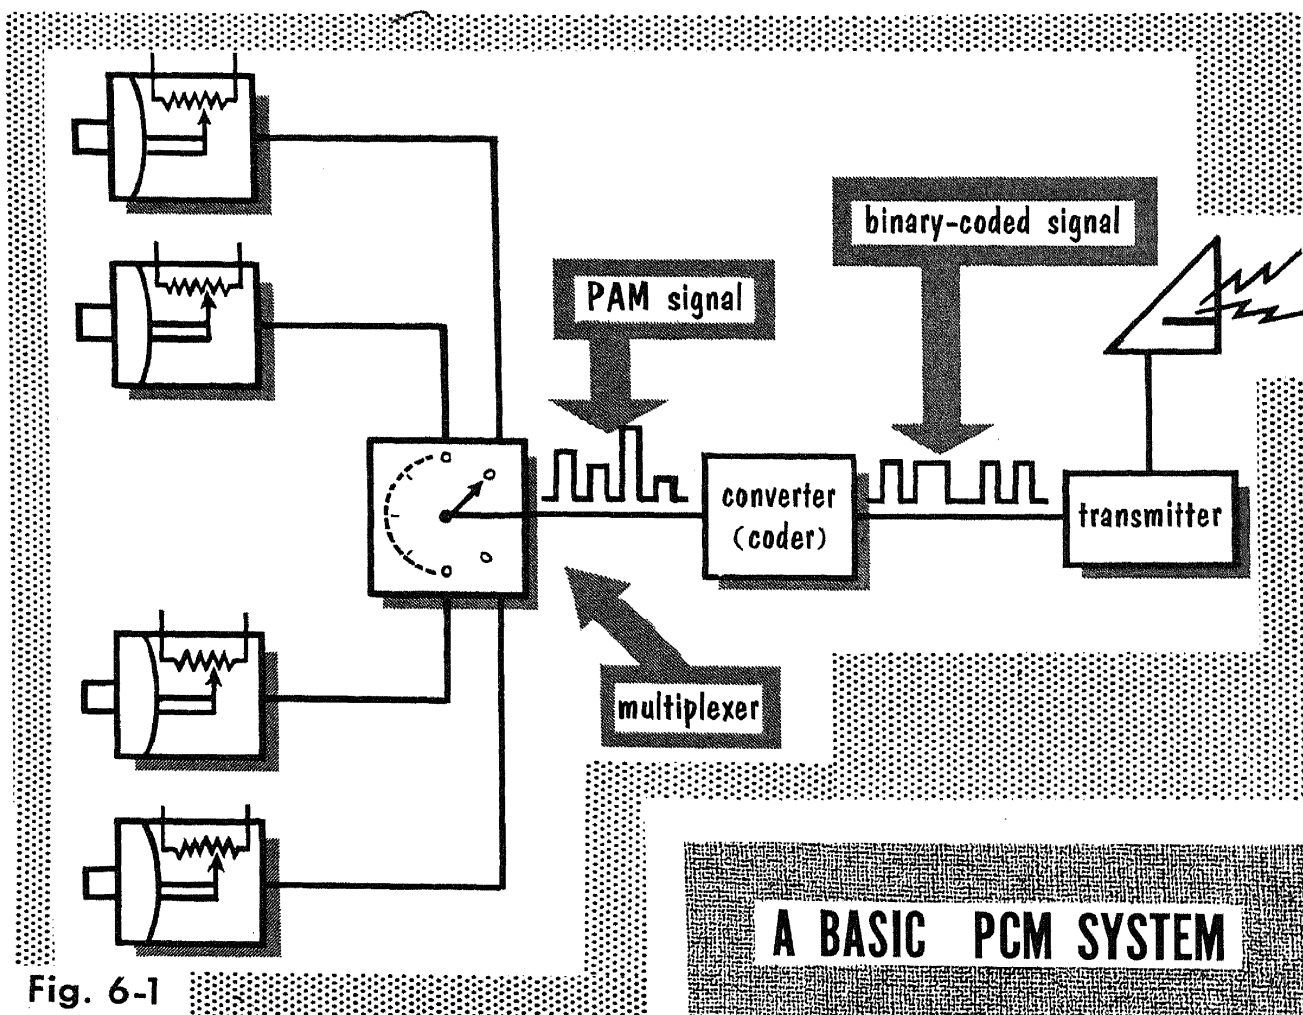 PAM signal
binary-coded signal
converter
(coder)
transmitter
multiplexer
A BASIC PCM SYSTEM
Fig. 6-1